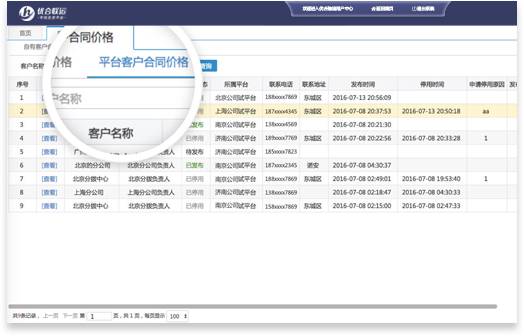 优合联运
欢迎进入优合物流用户中心 返回首页 退出系统
首页
自有客户合
合同价格
价格 平台客户合同价格
客户名称
户名称
查询
序号 客户名称 状态 所属平台 联系电话 联系地址 发布时间 停用时间 申请停用原因 发布
1 北京公司试平台 188xxxx7869 东城区 2016-07-13 20:56:09
2 上海公司试平台 187xxxx4345 东城区 2016-07-08 20:37:53 2016-07-13 20:50:18 aa
3 已发布 南京公司试平台 138xxxx4569 2016-07-08 20:21:30
4 [查看] 已停用 济南公司试平台 189xxxx7769 东城区 2016-07-08 20:22:56 2016-07-08 20:33:28 1
5 [查看] 待发布 济南公司试平台 185xxxx7823
6 [查看] 北京的分公司 北京分公司负责人 已发布 北京公司试平台 187xxxx2345 2016-07-08 04:30:37
7 [查看] 北京分拨中心 北京分拨负责人 已停用 北京公司试平台 188xxxx7869 东城区 2016-07-08 02:49:01 2016-07-08 19:53:40 1
8 [查看] 上海分公司 上海分公司负责人 已停用 济南公司试平台 138xxxx7869 2016-07-08 02:18:47 2016-07-08 04:30:33
9 [查看] 北京分拨中心 北京分拨负责人 已停用 南京公司试平台 158xxxx7869 东城区 2016-07-08 02:15:00 2016-07-08 02:47:33
共9条记录， 上一页 下一页 第 1 页，共 1 页，每页显示 100